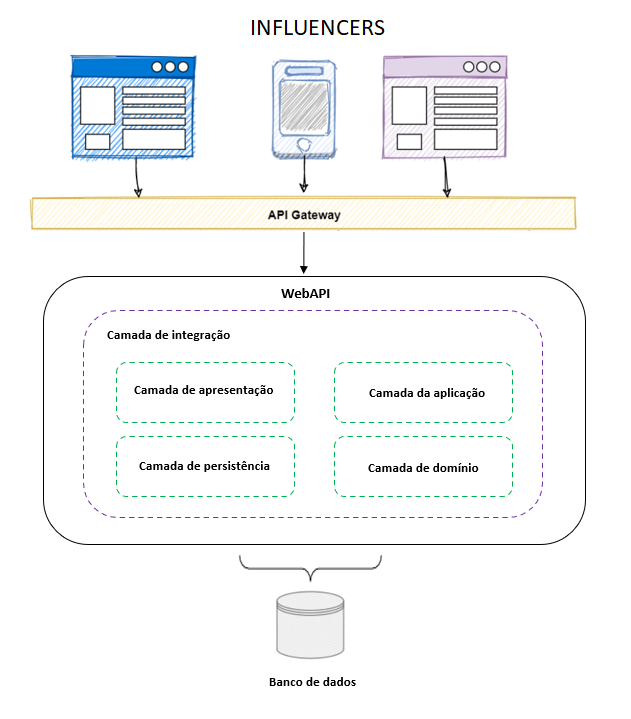 INFLUENCERS
API Gateway
WebAPI
Camada de integração
Camada de apresentação
Camada da aplicação
Camada de persistência
Camada de domínio
Banco de dados